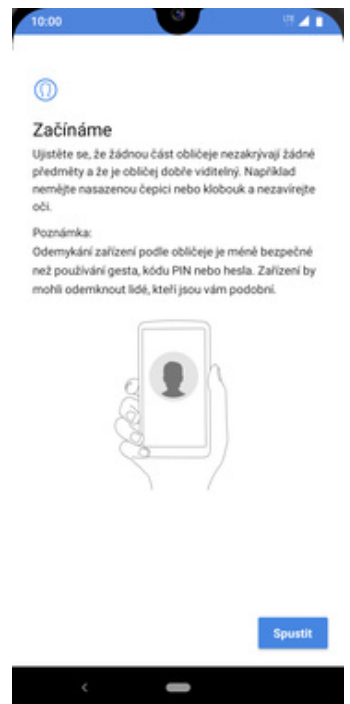 10:00
LTE
Začínáme
Ujistěte se, že žádnou část obličeje nezakrývají žádné
předměty a že je obličej dobře viditelný. Například
nemějte nasazenou čepici nebo klobouk a nezavírejte
oči.
Poznámka:
Odemykání zařízení podle obličeje je méně bezpečné
než používání gesta, kódu PIN nebo hesla. Zařízení by
mohli odemknout lidé, kteří jsou vám podobní.
Spustit